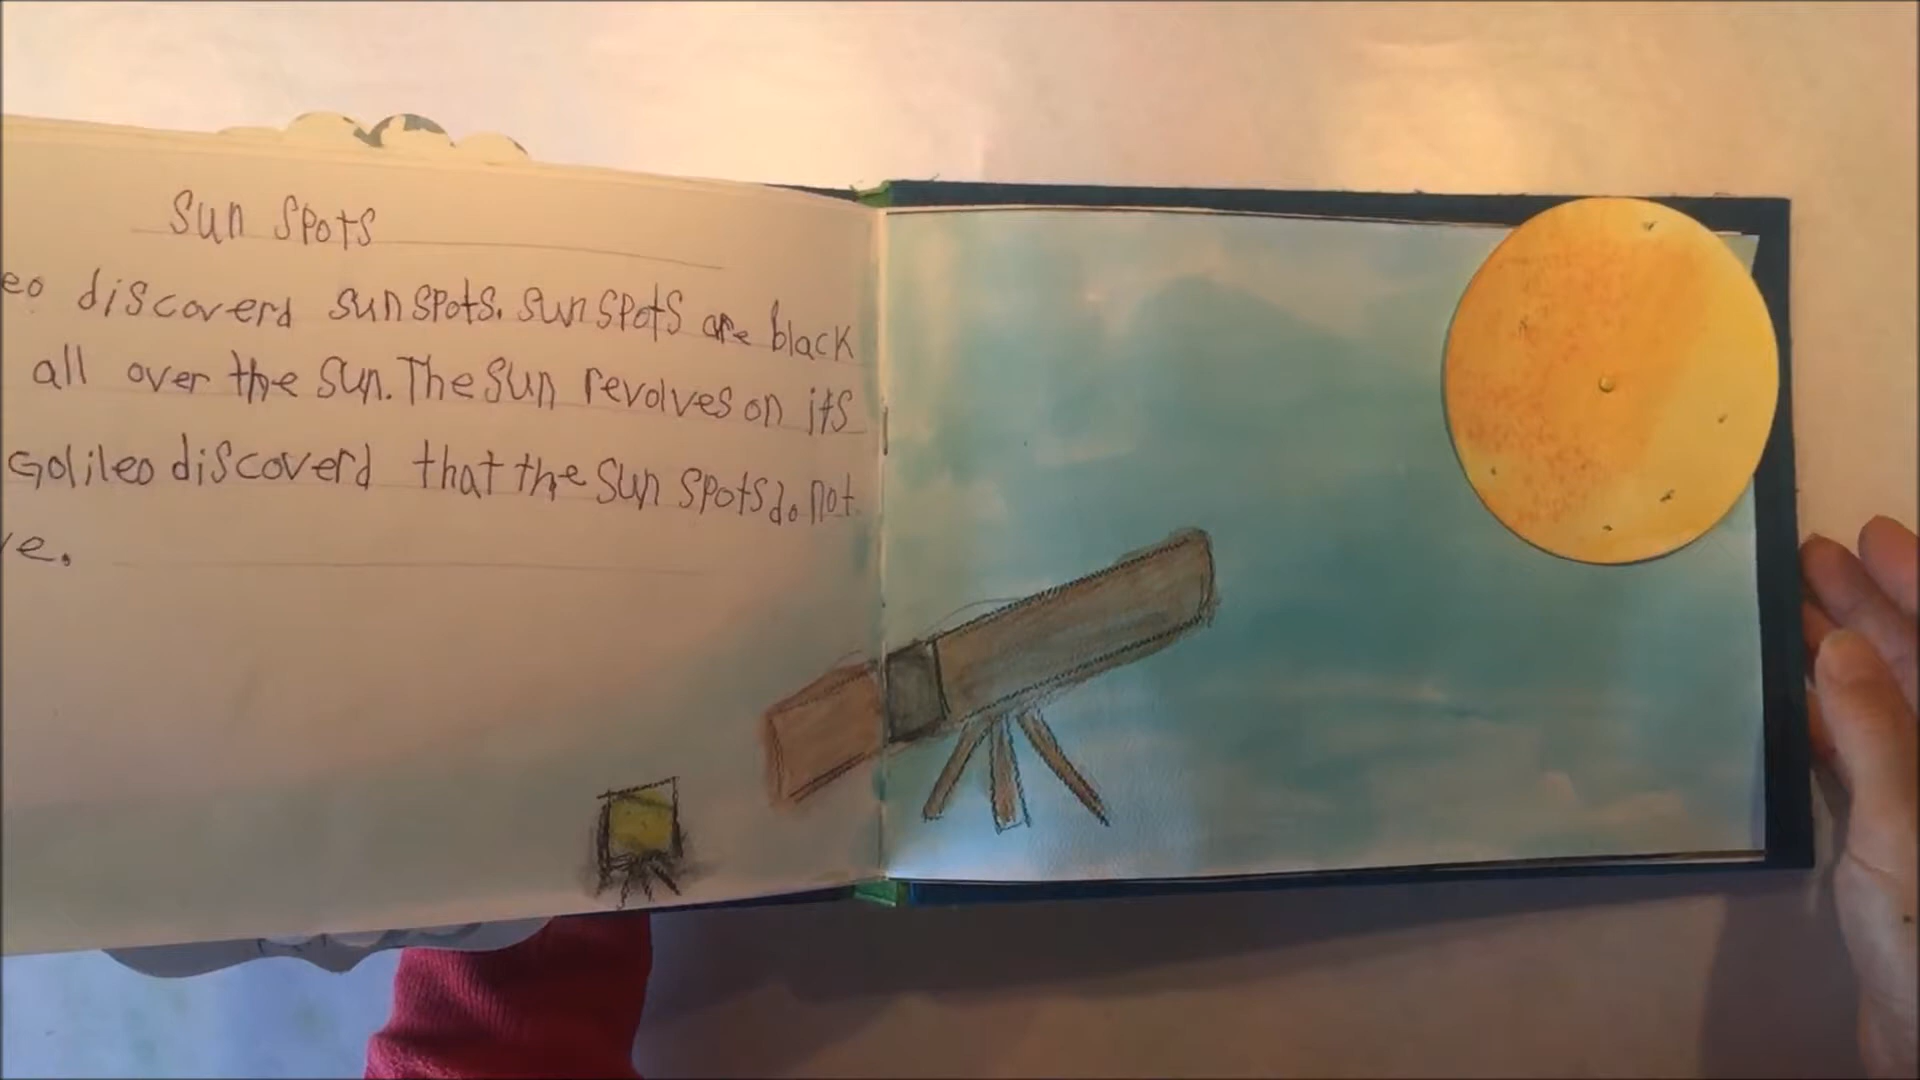 Sun Spots
eo discoverd sunspots. sunspots are black
all over the sun. The sun revolves on its
Galileo discoverd that the sun spots do not
e.